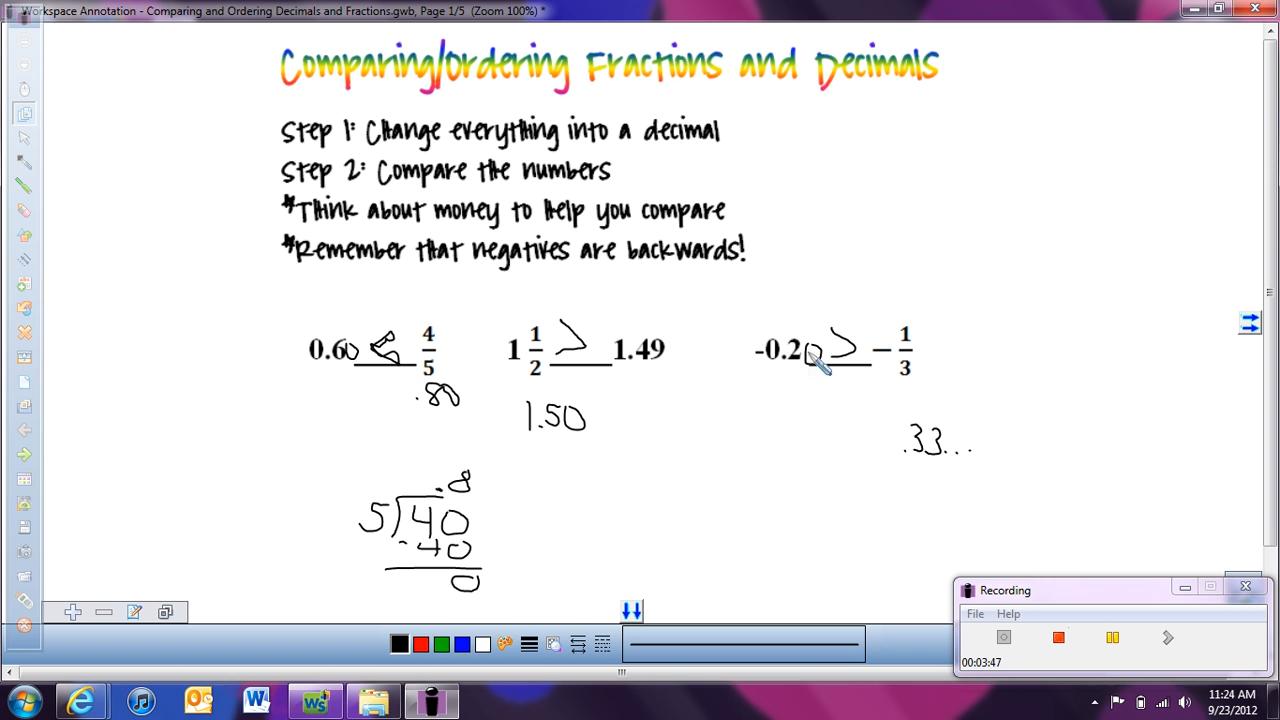 Workspace Annotation - Comparing and Ordering Decimals and Fractions.gwb, Page 1/5 (Zoom 100%) *
Comparing/Ordering Fractions and Decimals
Step 1: Change everything into a decimal
Step 2: Compare the numbers
*Think about money to help you compare
*Remember that negatives are backwards!
0.60 < 4/5
1 1/2 > 1.49
-0.20 > - 1/3
.80
1.50
.33...
.8
5)40
-40
0
Recording
File Help
00:03:47
11:24 AM
9/23/2012